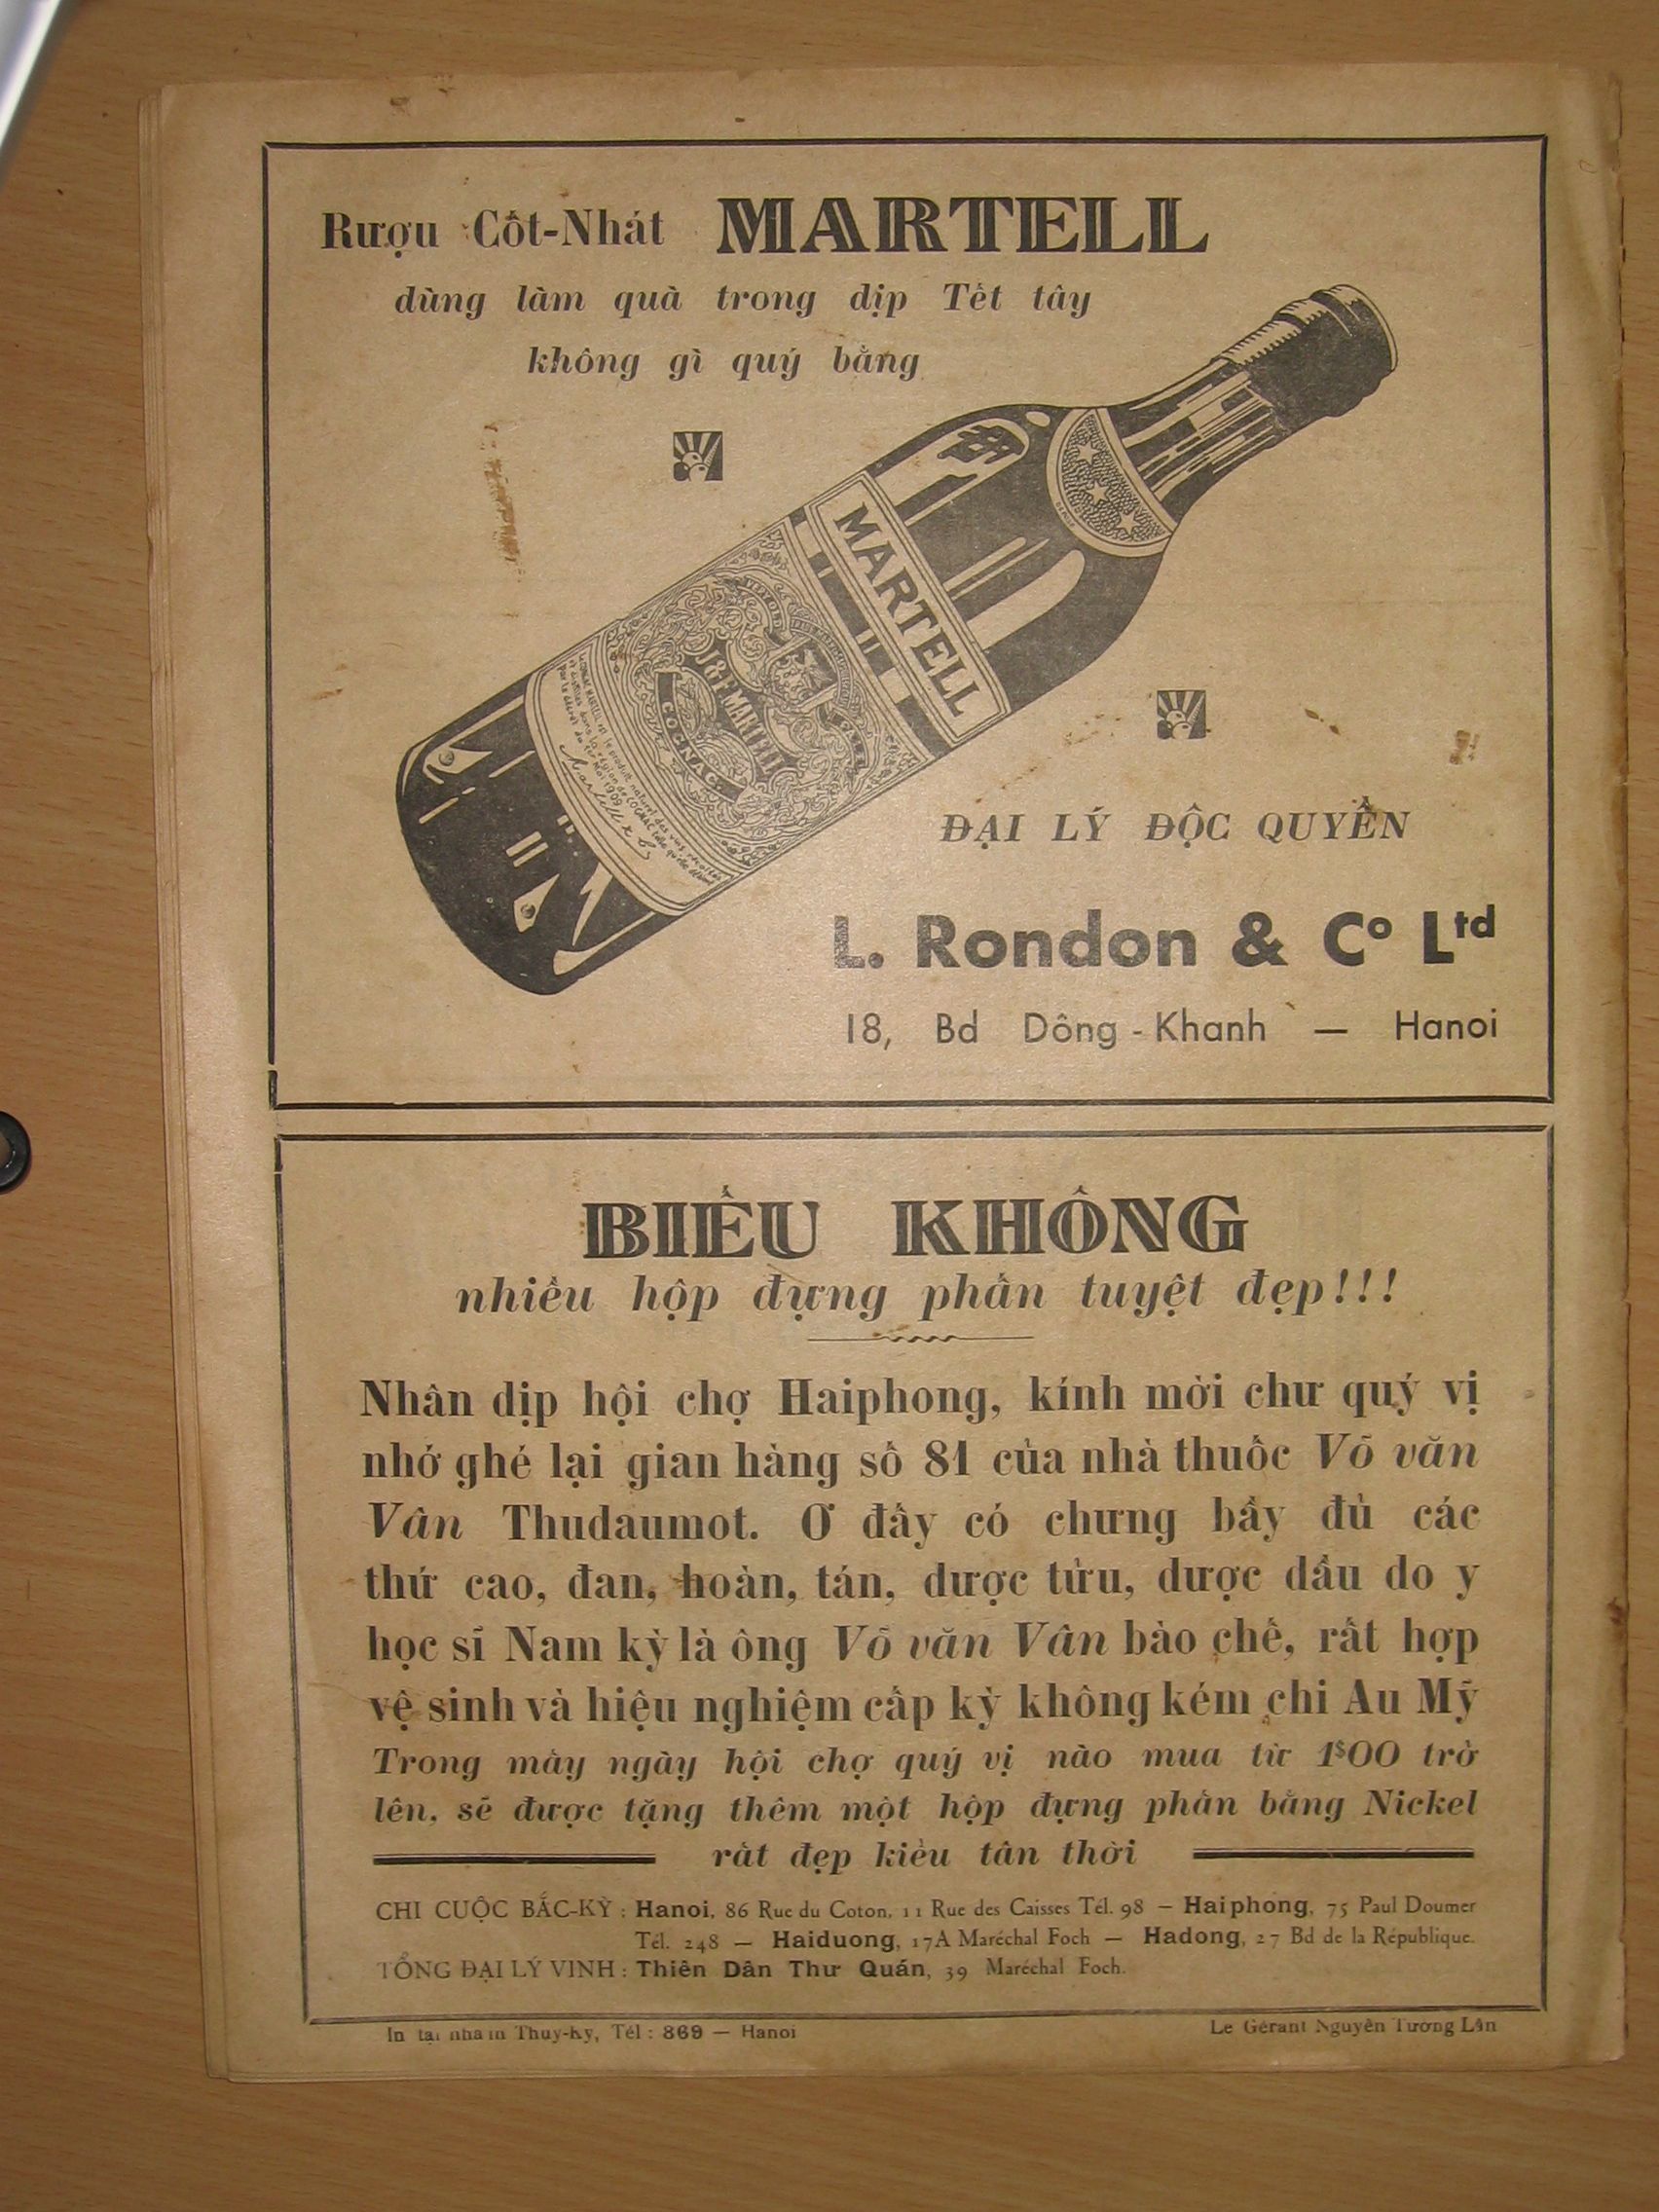 Rượu Cốt-Nhát MARTELL
dùng làm quà trong dịp Tết tây
không gì quý bằng
MARTELL
J & F MARTELL
COGNAC
ĐẠI LÝ ĐỘC QUYỀN
L. Rondon & Cº Ltd
18, Bd Dông-Khanh — Hanoi
BIẾU KHÔNG
nhiều hộp đựng phấn tuyệt đẹp!!!
Nhân dịp hội chợ Haiphong, kính mời chư quý vị
nhớ ghé lại gian hàng số 81 của nhà thuốc Võ văn
Vân Thudaumot. Ơ đây có chưng bầy đủ các
thứ cao, đan, hoàn, tán, dược tửu, dược dầu do y
học sĩ Nam kỳ là ông Võ văn Vân bào chế, rất hợp
vệ sinh và hiệu nghiệm cấp kỳ không kém chi Au Mỹ
Trong mấy ngày hội chợ quý vị nào mua từ 1$00 trở
lên, sẽ được tặng thêm một hộp đựng phấn bằng Nickel
rất đẹp kiểu tân thời
CHI CUỘC BẮC-KỲ : Hanoi, 86 Rue du Coton, 11 Rue des Caisses Tél. 98 — Haiphong, 75 Paul Doumer
Tél. 248 — Haiduong, 17A Maréchal Foch — Hadong, 27 Bd de la République.
TỔNG ĐẠI LÝ VINH : Thiên Dân Thư Quán, 39 Maréchal Foch.
In tại nhà in Thuy-Ky, Tél : 869 — Hanoi
Le Gérant Nguyên Tường Lân